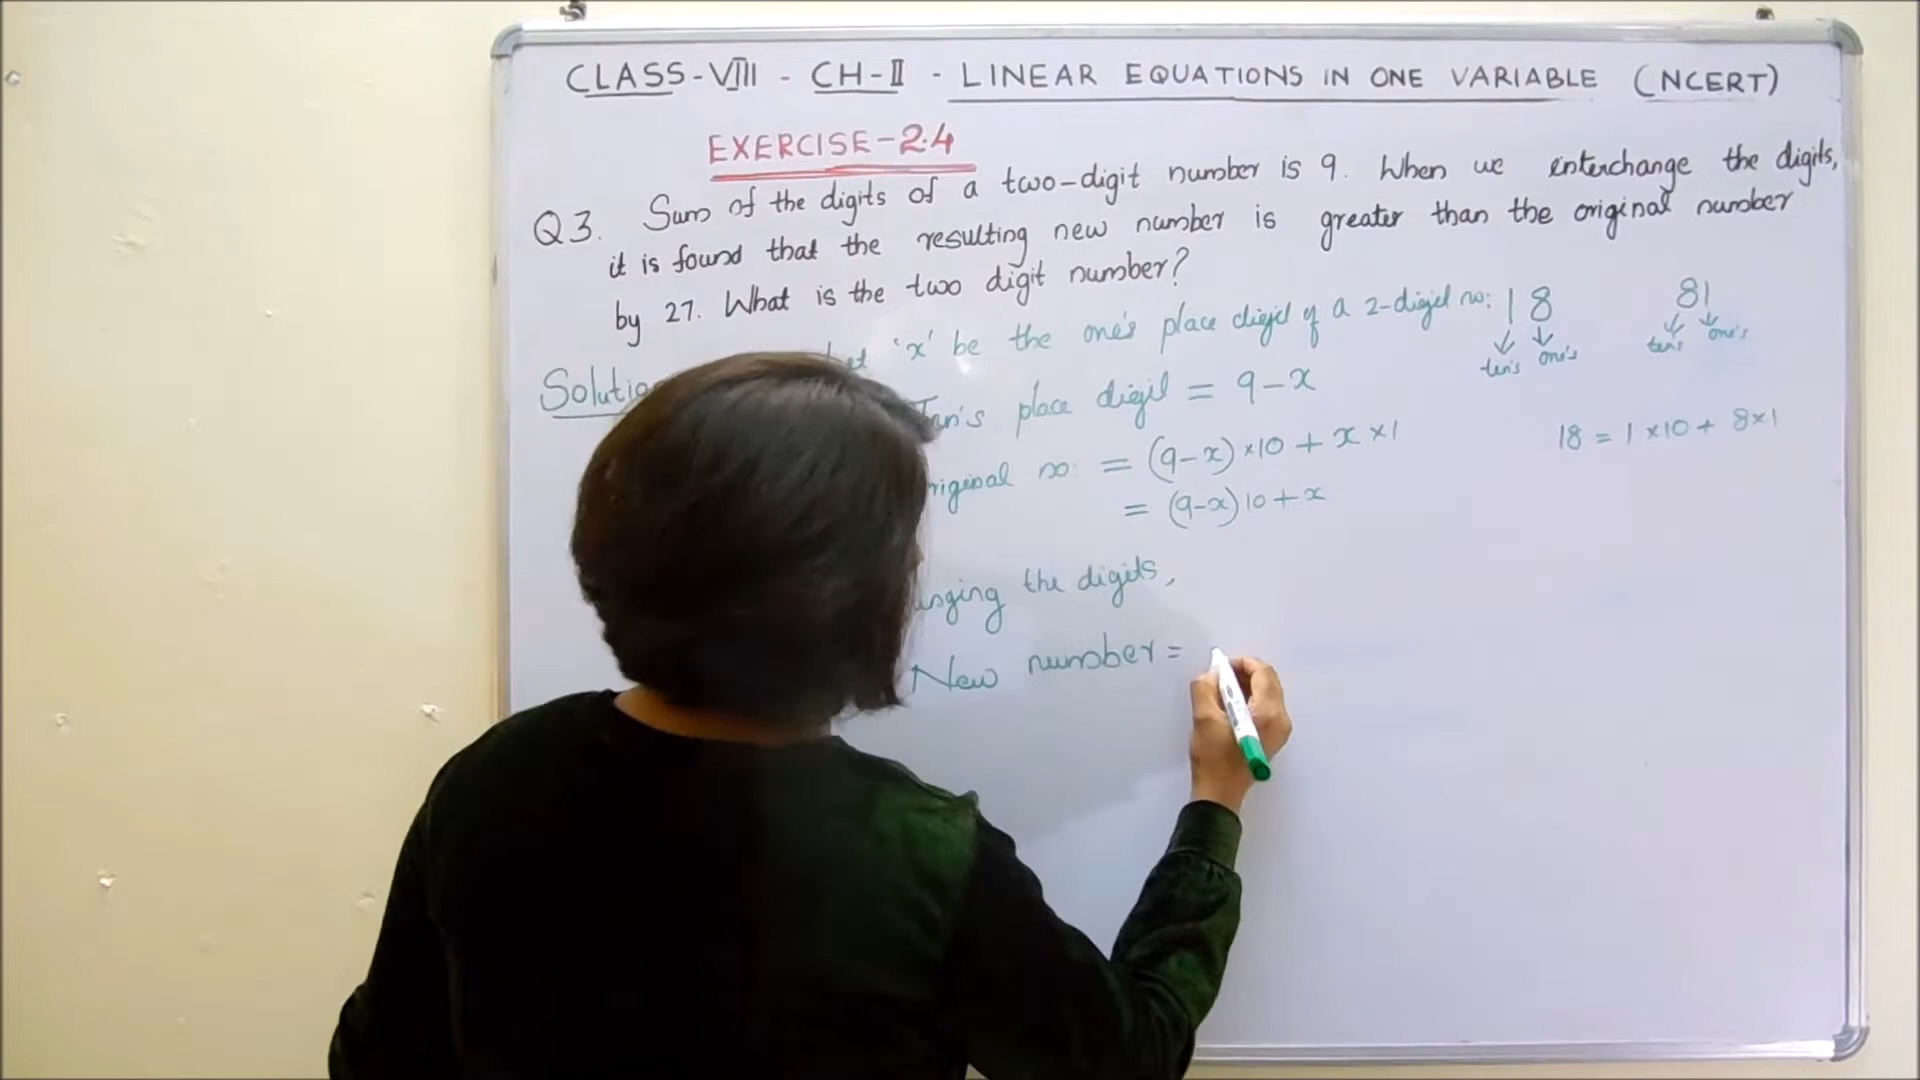 CLASS-VIII - CH-II - LINEAR EQUATIONS IN ONE VARIABLE (NCERT)
EXERCISE-2.4
Q3. Sum of the digits of a two-digit number is 9. When we interchange the digits,
it is found that the resulting new number is greater than the original number
by 27. What is the two digit number?
'x' be the one's place digit of a 2-digit no: 18 81
ten's one's ten's one's
Solutio
Ten's place digit = 9-x
riginal no: = (9-x)×10 + x×1 18 = 1×10 + 8×1
= (9-x)10+x
nging the digits,
New number =